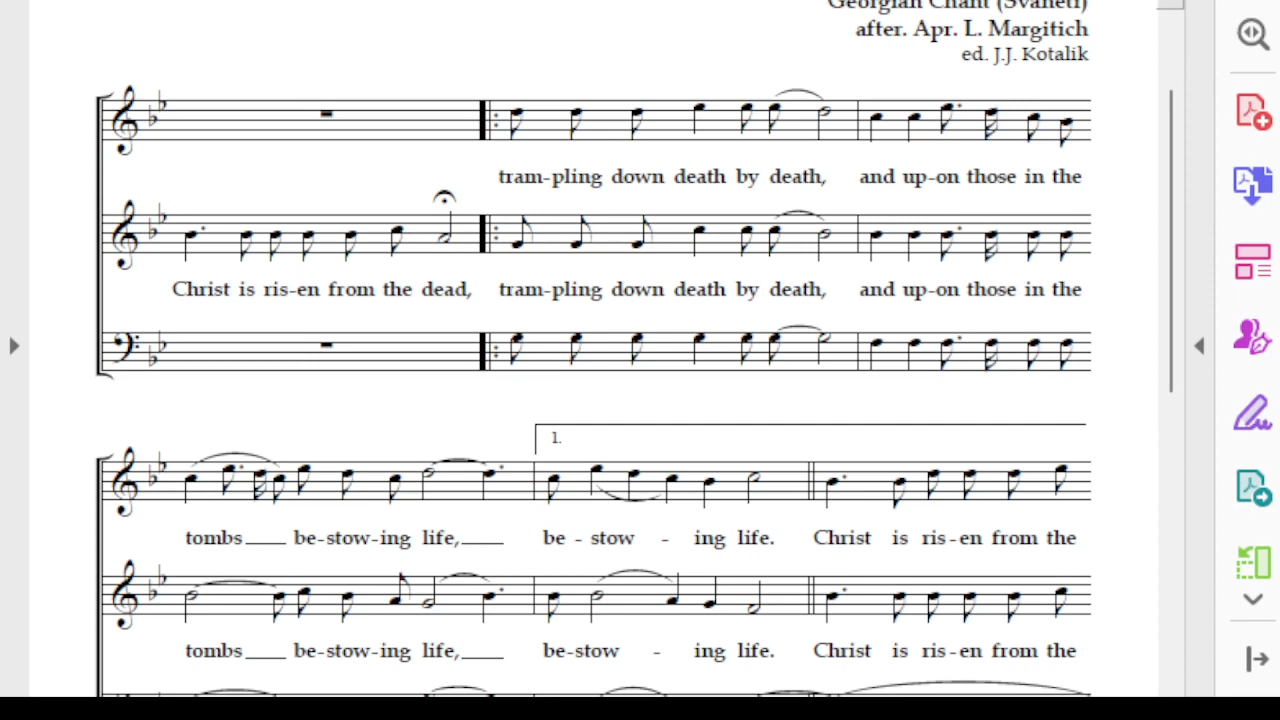 Georgian Chant (Svaneti)
after. Apr. L. Margitich
ed. J.J. Kotalik
tram-pling down death by death, and up-on those in the
Christ is ris-en from the dead, tram-pling down death by death, and up-on those in the
1.
tombs be-stow-ing life, be - stow - ing life. Christ is ris-en from the
tombs be-stow-ing life, be-stow - ing life. Christ is ris-en from the